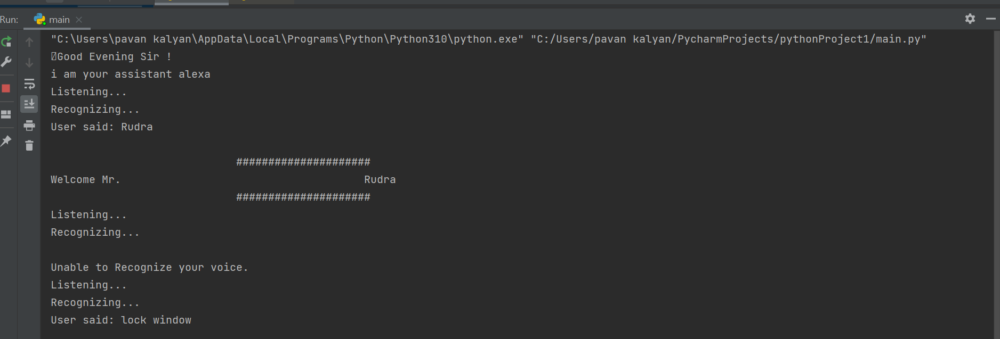 Run: main
"C:\Users\pavan kalyan\AppData\Local\Programs\Python\Python310\python.exe" "C:/Users/pavan kalyan/PycharmProjects/pythonProject1/main.py"
Good Evening Sir !
i am your assistant alexa
Listening...
Recognizing...
User said: Rudra
#####################
Welcome Mr. Rudra
#####################
Listening...
Recognizing...
Unable to Recognize your voice.
Listening...
Recognizing...
User said: lock window